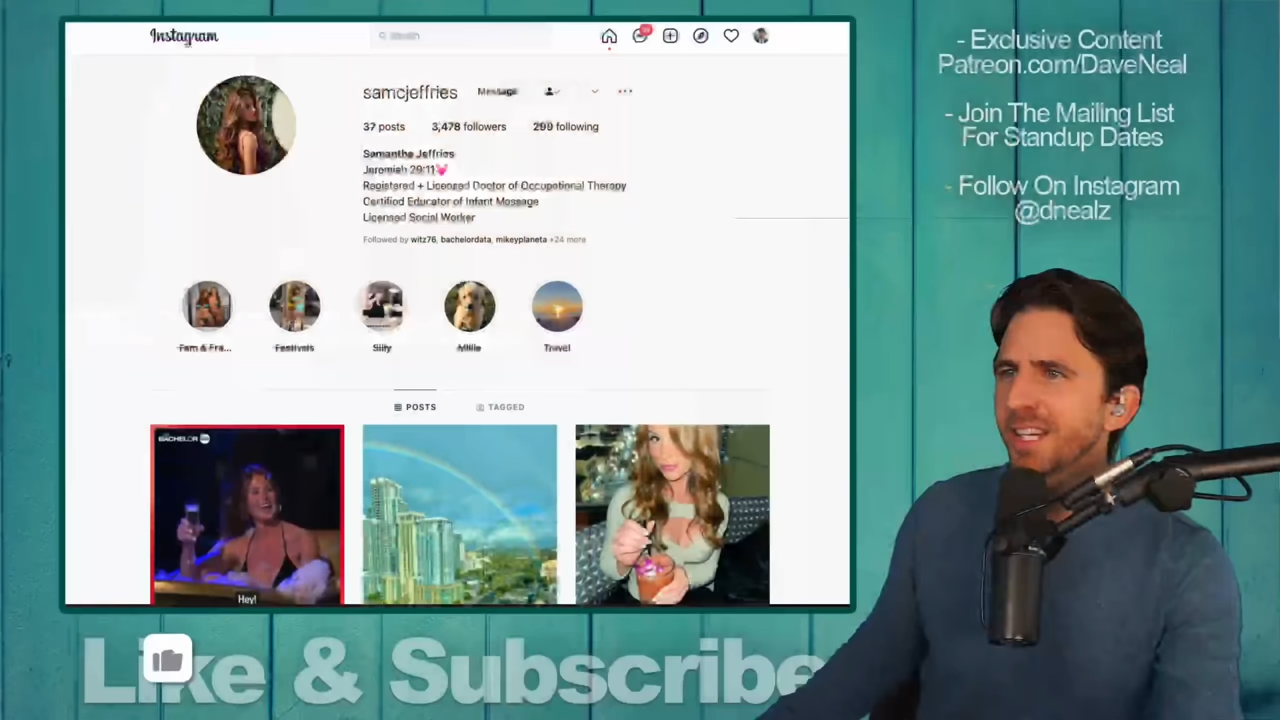 Instagram
Search
samcjeffries Message
37 posts 3,478 followers 299 following
Samantha Jeffries
Jeremiah 29:11
Registered + Licensed Doctor of Occupational Therapy
Certified Educator of Infant Massage
Licensed Social Worker
Followed by witz76, bachelordata, mikeyplaneta +24 more
Fam & Fra... Festivals Silly Millie Travel
POSTS TAGGED
BACHELOR
Hey!
- Exclusive Content
Patreon.com/DaveNeal
- Join The Mailing List
For Standup Dates
- Follow On Instagram
@dnealz
Like & Subscribe